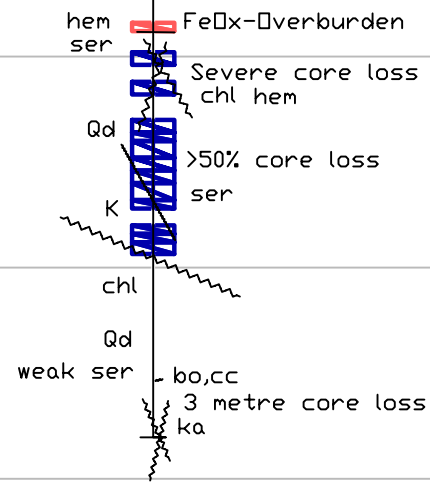 hem FeOx-Overburden
ser
Severe core loss
chl hem
Qd
>50% core loss
ser
K
chl
Qd
weak ser
bo,cc
3 metre core loss
ka